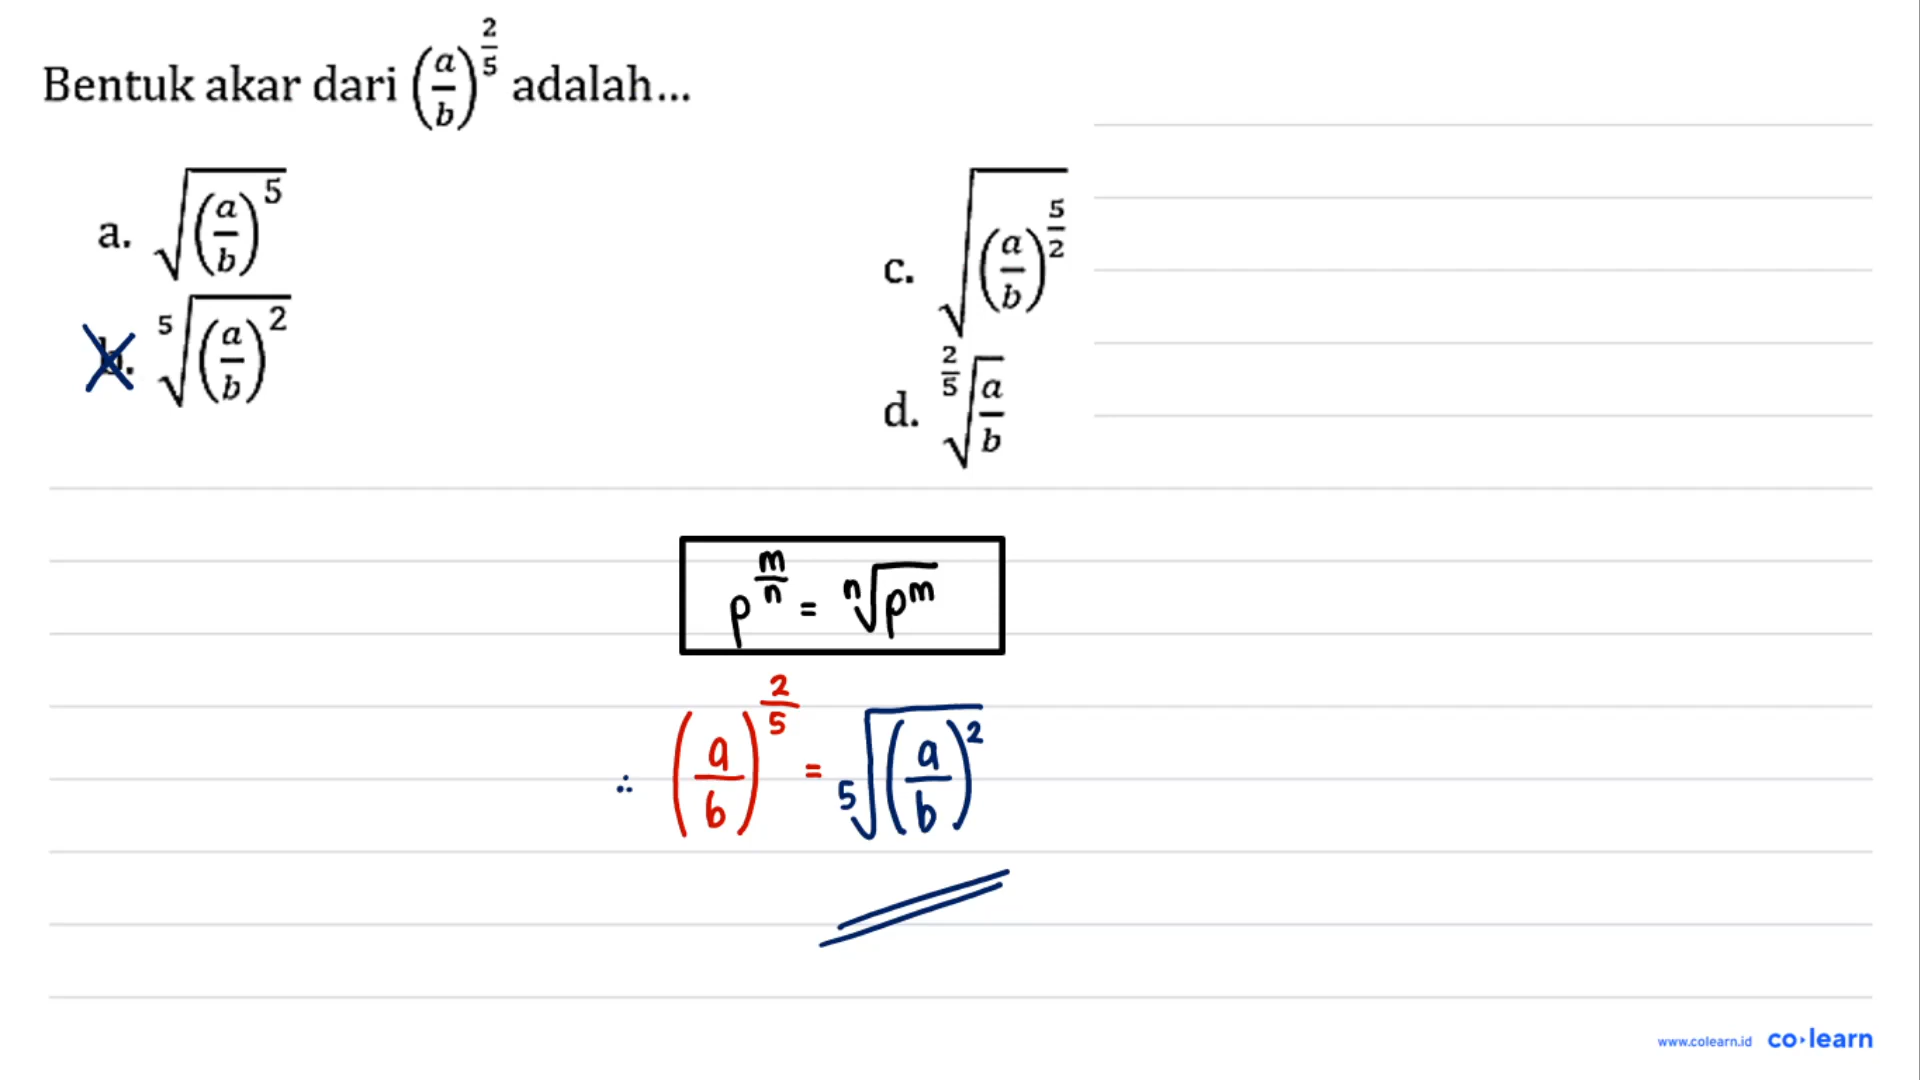 Bentuk akar dari (a/b)^(2/5) adalah...
a. √((a/b)^5)
b. ⁵√((a/b)^2)
c. √((a/b)^(5/2))
d. ^(2/5)√(a/b)
p^(m/n) = ⁿ√(p^m)
∴ (a/b)^(2/5) = ⁵√((a/b)^2)
www.colearn.id co·learn